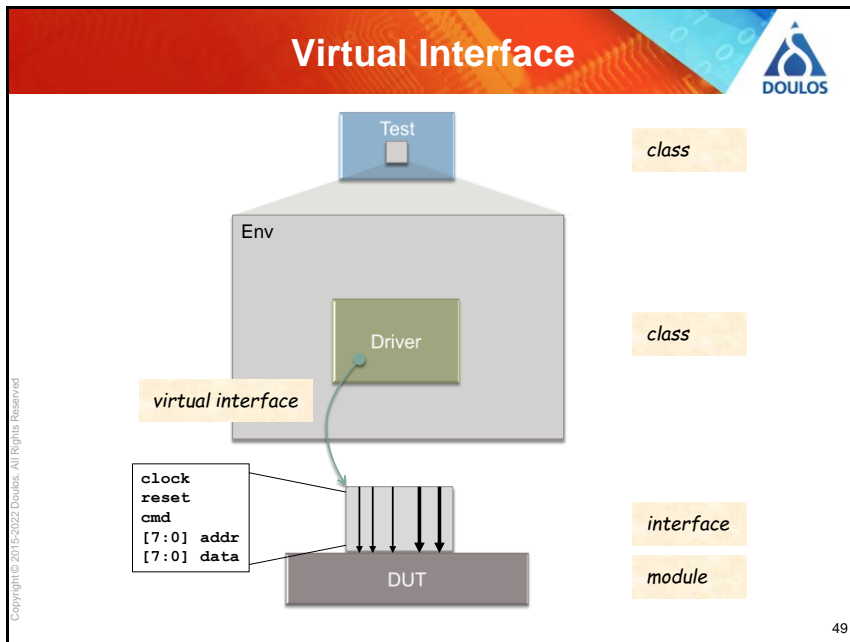 Virtual Interface
DOULOS
Test
class
Env
Driver
class
virtual interface
clock
reset
cmd
[7:0] addr
[7:0] data
interface
DUT
module
Copyright © 2015-2022 Doulos. All Rights Reserved
49